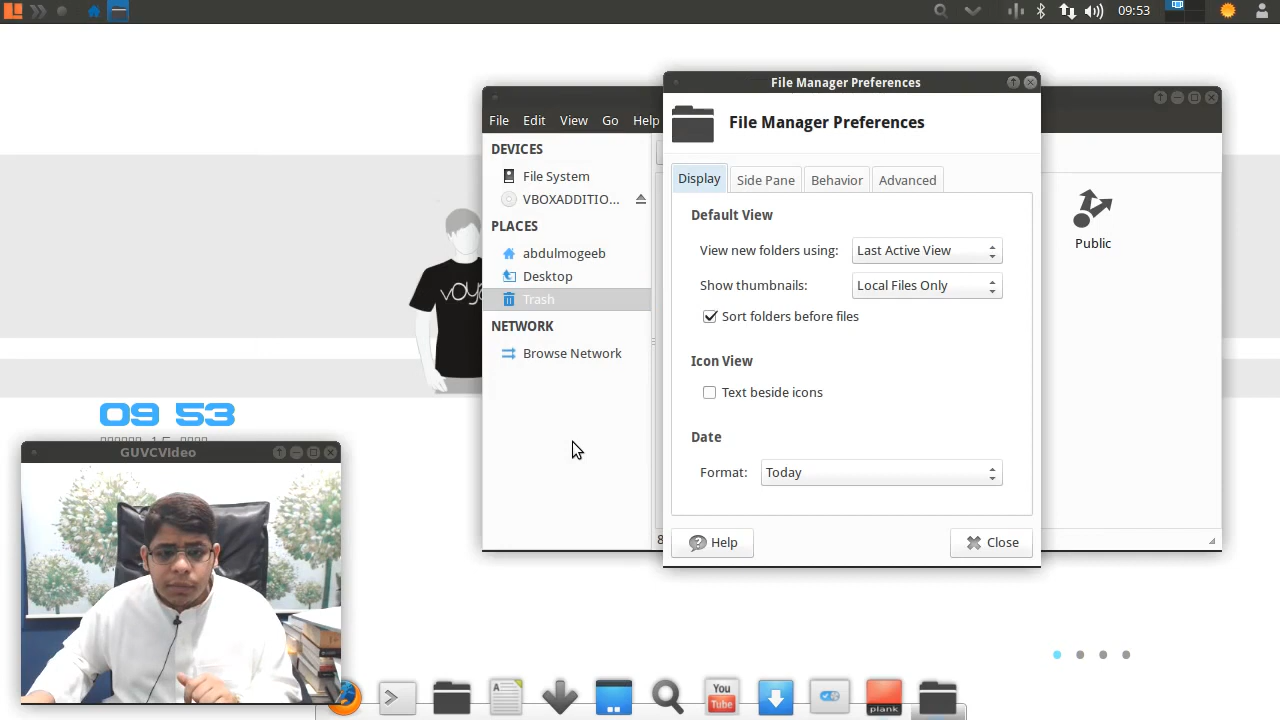 09:53
File Manager Preferences
File Edit View Go Help
File Manager Preferences
DEVICES
File System
VBOXADDITIO...
PLACES
abdulmogeeb
Desktop
Trash
NETWORK
Browse Network
Display Side Pane Behavior Advanced
Default View
View new folders using: Last Active View
Show thumbnails: Local Files Only
Sort folders before files
Icon View
Text beside icons
Date
Format: Today
Help Close
Public
voya
09 53
GUVCVIdeo
You
Tube
plank